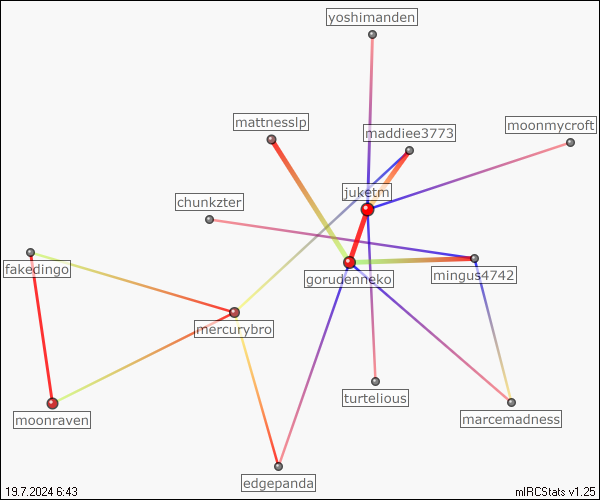 yoshimanden
mattnesslp
maddiee3773
moonmycroft
juketm
chunkzter
fakedingo
gorudenneko
mingus4742
mercurybro
turtelious
moonraven
marcemadness
edgepanda
19.7.2024 6:43
mIRCStats v1.25